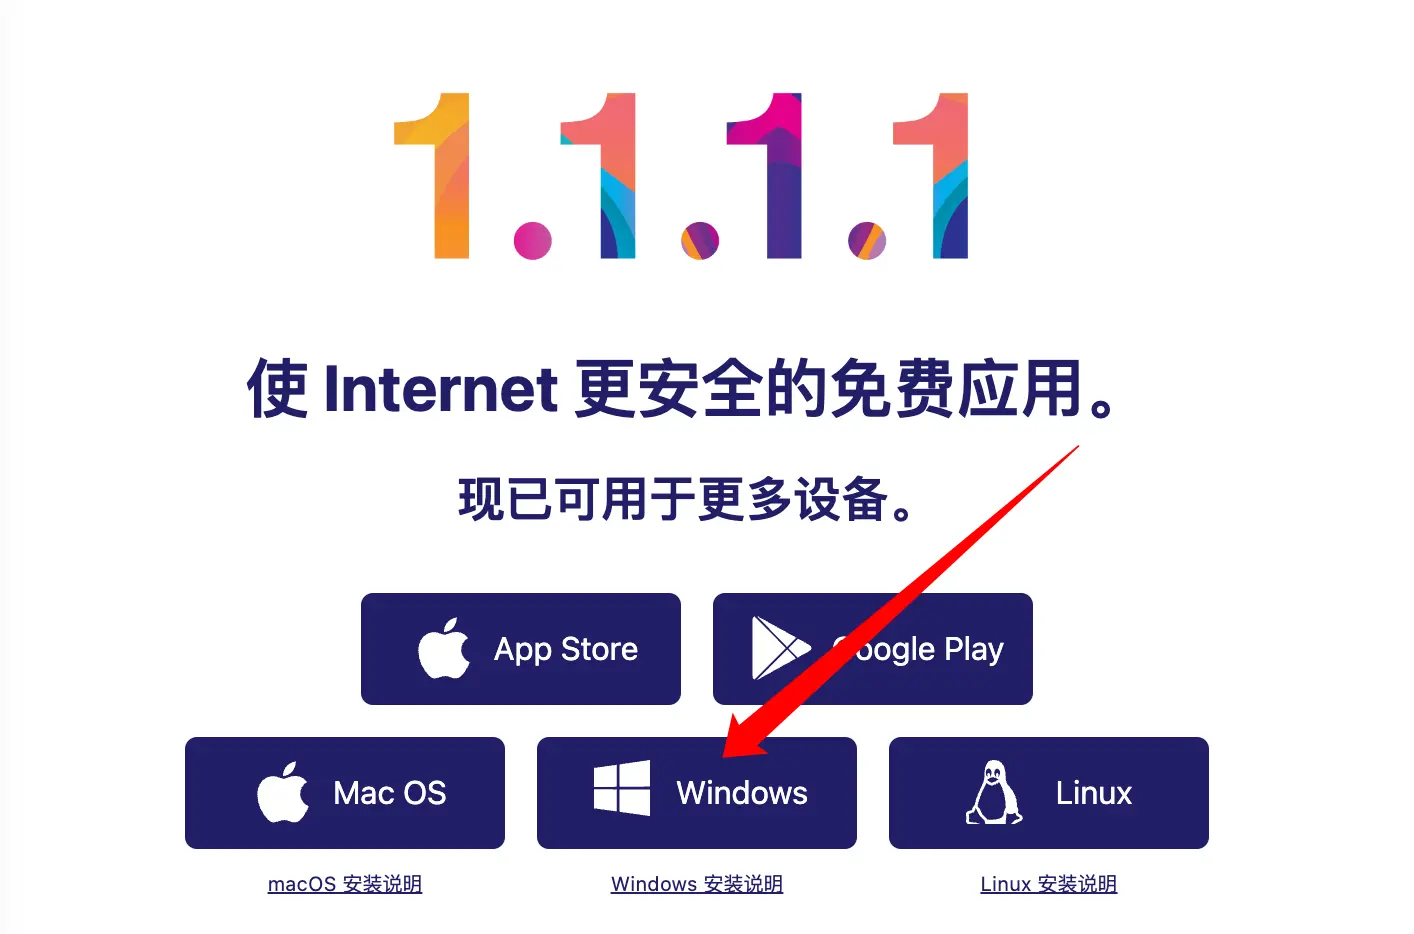 1.1.1.1
使 Internet 更安全的免费应用。
现已可用于更多设备。
App Store
Google Play
Mac OS
Windows
Linux
macOS 安装说明
Windows 安装说明
Linux 安装说明